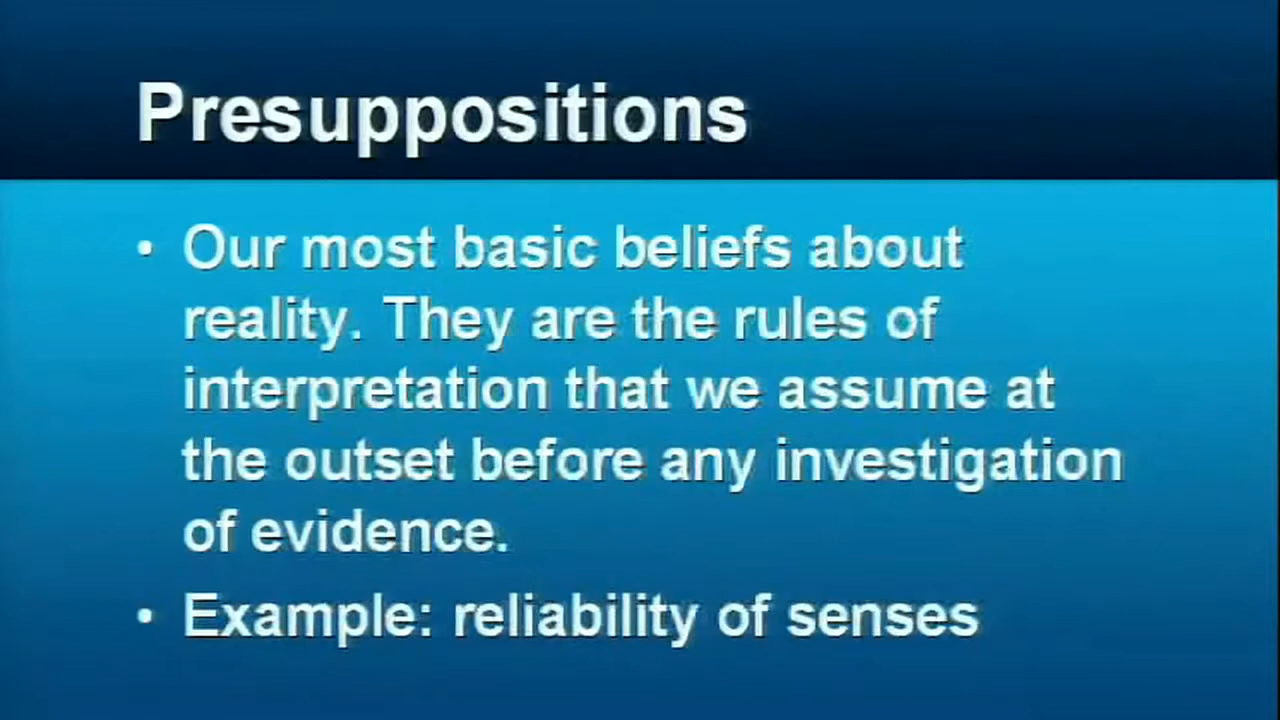 Presuppositions
• Our most basic beliefs about
reality. They are the rules of
interpretation that we assume at
the outset before any investigation
of evidence.
• Example: reliability of senses